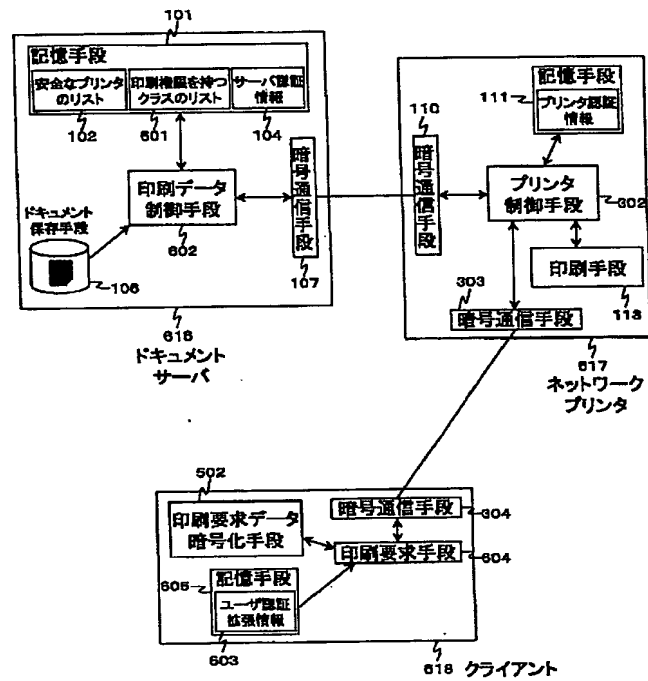 101
記憶手段
安全なプリンタ
のリスト
印刷権限を持つ
クラスのリスト
サーバ認証
情報
102
601
104
印刷データ
制御手段
602
暗号通信手段
107
ドキュメント
保存手段
106
616
ドキュメント
サーバ
110
暗号通信手段
記憶手段
111
プリンタ認証
情報
プリンタ
制御手段
302
印刷手段
113
303
暗号通信手段
617
ネットワーク
プリンタ
502
印刷要求データ
暗号化手段
暗号通信手段
304
印刷要求手段
604
記憶手段
605
ユーザ認証
拡張情報
603
618
クライアント